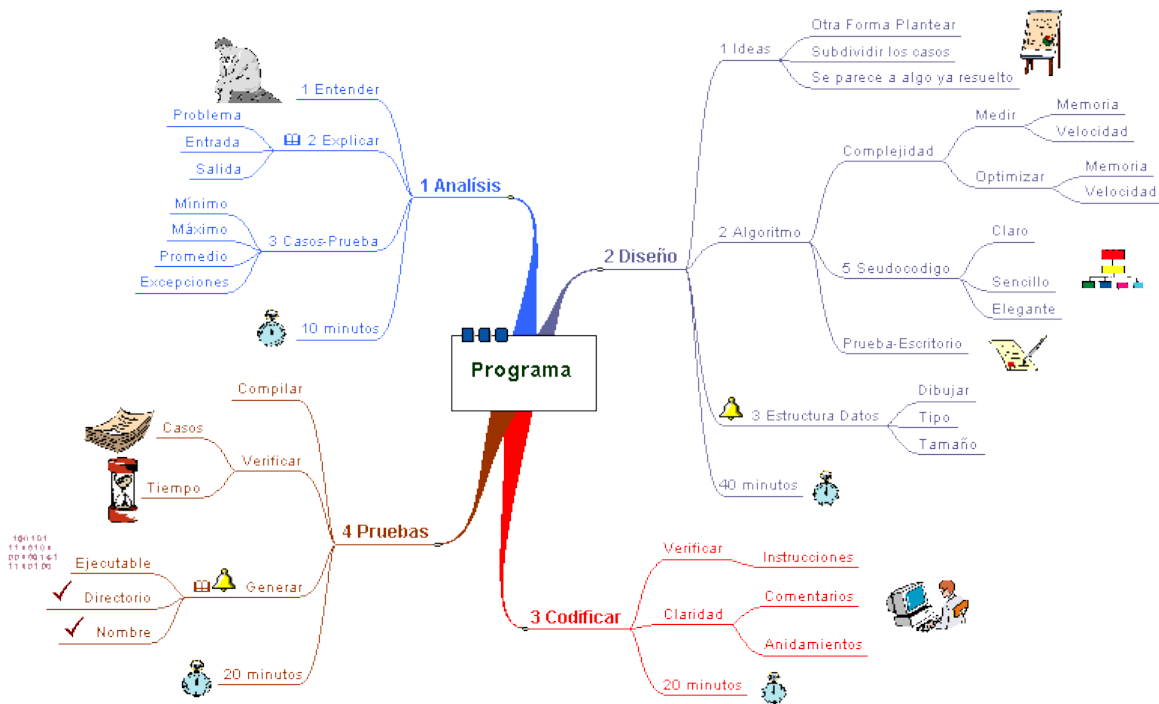 Programa
1 Analísis
1 Entender
2 Explicar
Problema
Entrada
Salida
3 Casos-Prueba
Mínimo
Máximo
Promedio
Excepciones
10 minutos
2 Diseño
1 Ideas
Otra Forma Plantear
Subdividir los casos
Se parece a algo ya resuelto
2 Algoritmo
Complejidad
Medir
Memoria
Velocidad
Optimizar
Memoria
Velocidad
5 Seudocodigo
Claro
Sencillo
Elegante
Prueba-Escritorio
3 Estructura Datos
Dibujar
Tipo
Tamaño
40 minutos
3 Codificar
Verificar
Instrucciones
Claridad
Comentarios
Anidamientos
20 minutos
4 Pruebas
Compilar
Verificar
Casos
Tiempo
Generar
Ejecutable
Directorio
Nombre
20 minutos